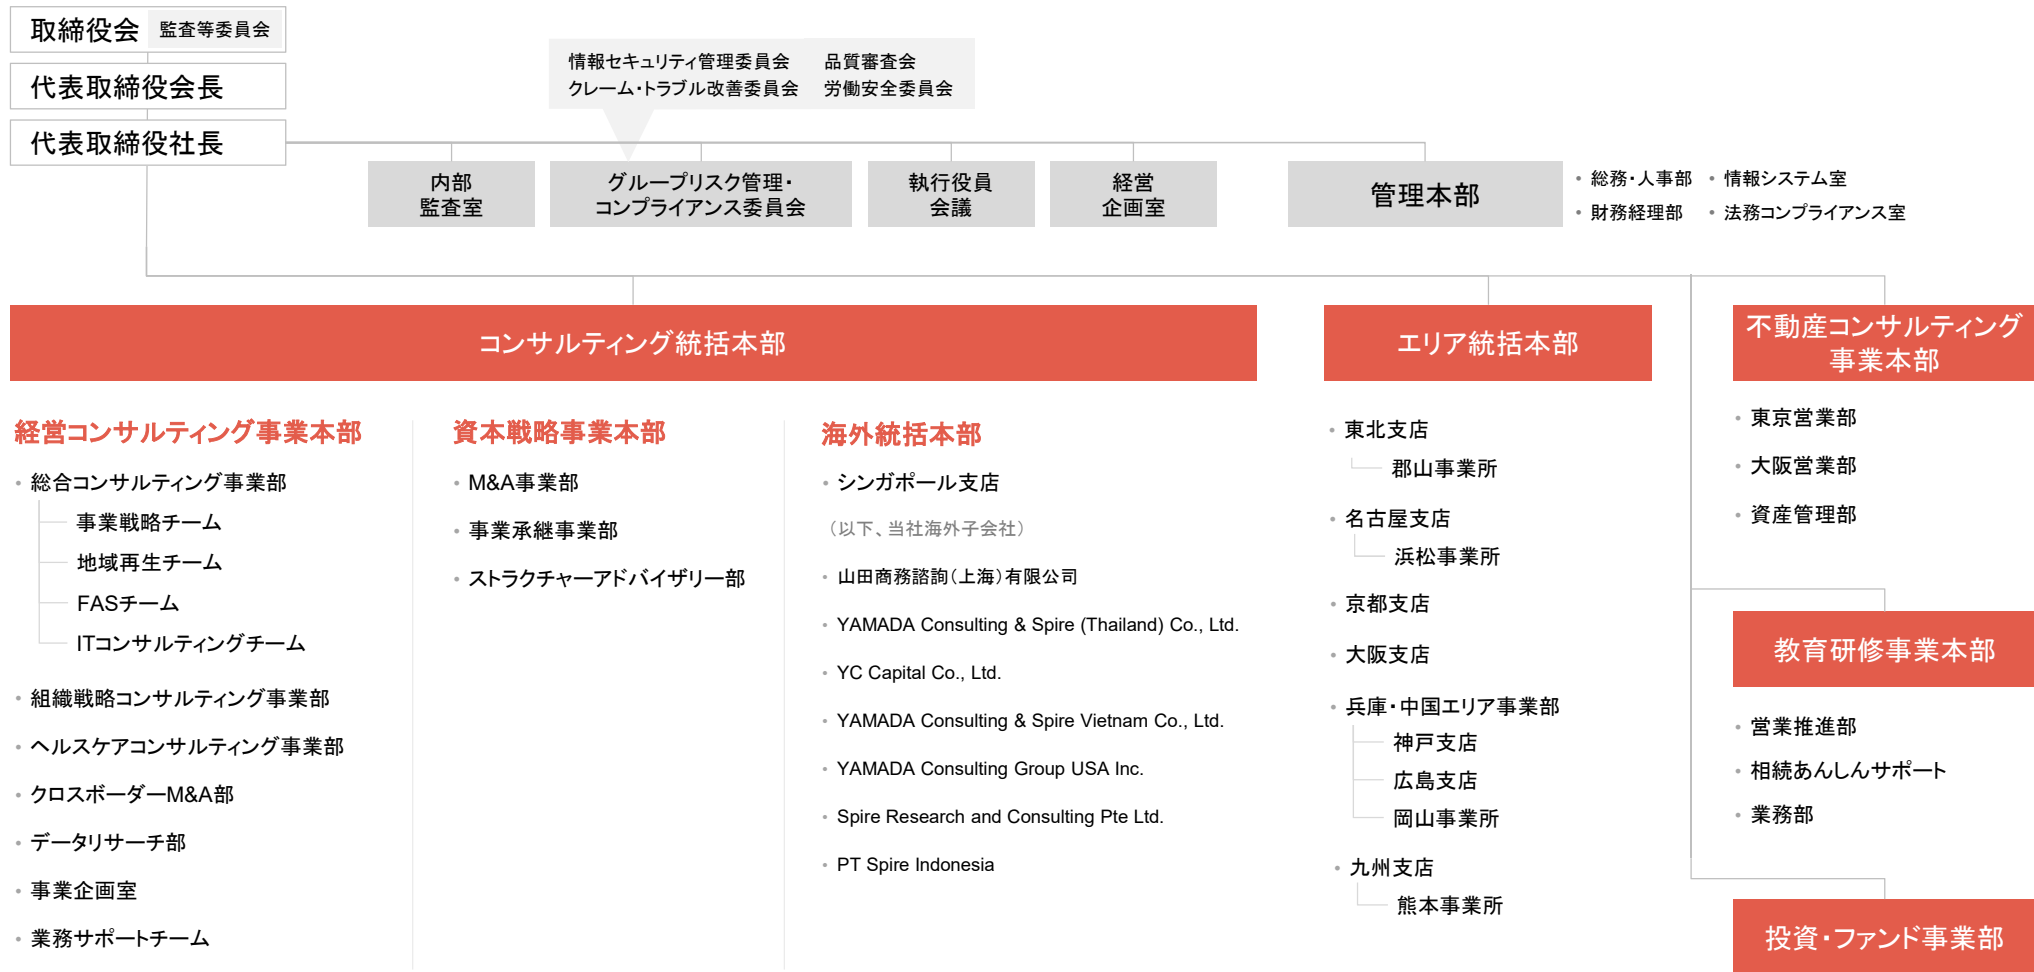 取締役会
監査等委員会
代表取締役会長
代表取締役社長
情報セキュリティ管理委員会 品質審査会
クレーム・トラブル改善委員会 労働安全委員会
内部
監査室
グループリスク管理・
コンプライアンス委員会
執行役員
会議
経営
企画室
管理本部
・総務・人事部 ・情報システム室
・財務経理部 ・法務コンプライアンス室
コンサルティング統括本部
経営コンサルティング事業本部
・総合コンサルティング事業部
事業戦略チーム
地域再生チーム
FASチーム
ITコンサルティングチーム
・組織戦略コンサルティング事業部
・ヘルスケアコンサルティング事業部
・クロスボーダーM&A部
・データリサーチ部
・事業企画室
・業務サポートチーム
資本戦略事業本部
・M&A事業部
・事業承継事業部
・ストラクチャーアドバイザリー部
海外統括本部
・シンガポール支店
（以下、当社海外子会社）
・山田商務諮詢（上海）有限公司
・YAMADA Consulting & Spire (Thailand) Co., Ltd.
・YC Capital Co., Ltd.
・YAMADA Consulting & Spire Vietnam Co., Ltd.
・YAMADA Consulting Group USA Inc.
・Spire Research and Consulting Pte Ltd.
・PT Spire Indonesia
エリア統括本部
・東北支店
郡山事業所
・名古屋支店
浜松事業所
・京都支店
・大阪支店
・兵庫・中国エリア事業部
神戸支店
広島支店
岡山事業所
・九州支店
熊本事業所
不動産コンサルティング
事業本部
・東京営業部
・大阪営業部
・資産管理部
教育研修事業本部
・営業推進部
・相続あんしんサポート
・業務部
投資・ファンド事業部